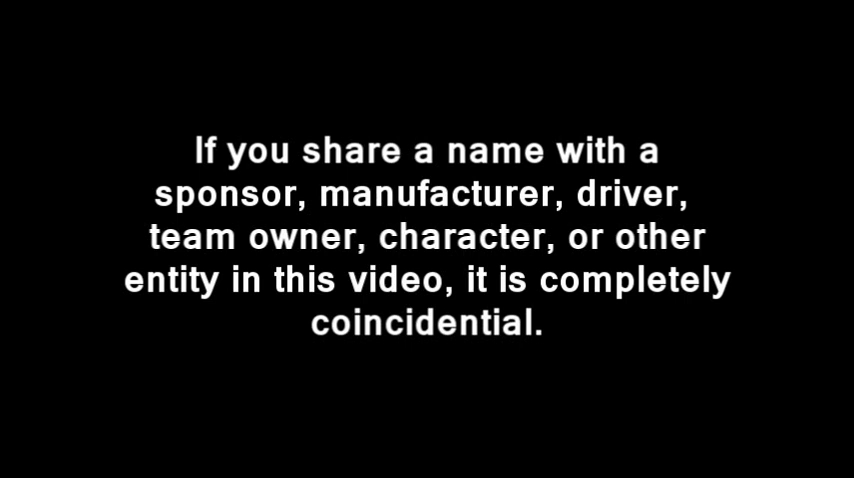 If you share a name with a
sponsor, manufacturer, driver,
team owner, character, or other
entity in this video, it is completely
coincidential.